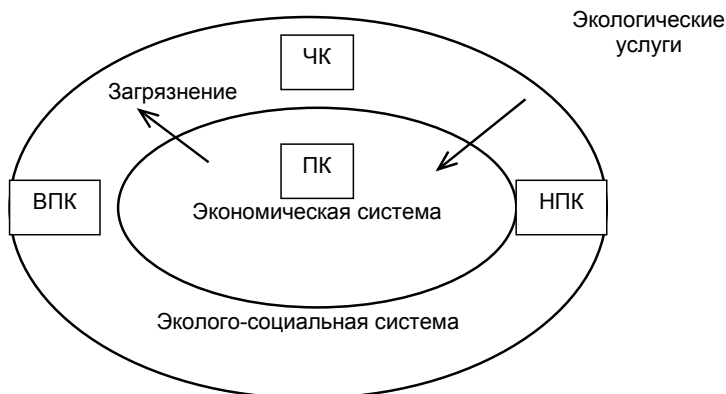 Экологические
услуги
ЧК
Загрязнение
ПК
ВПК
НПК
Экономическая система
Эколого-социальная система